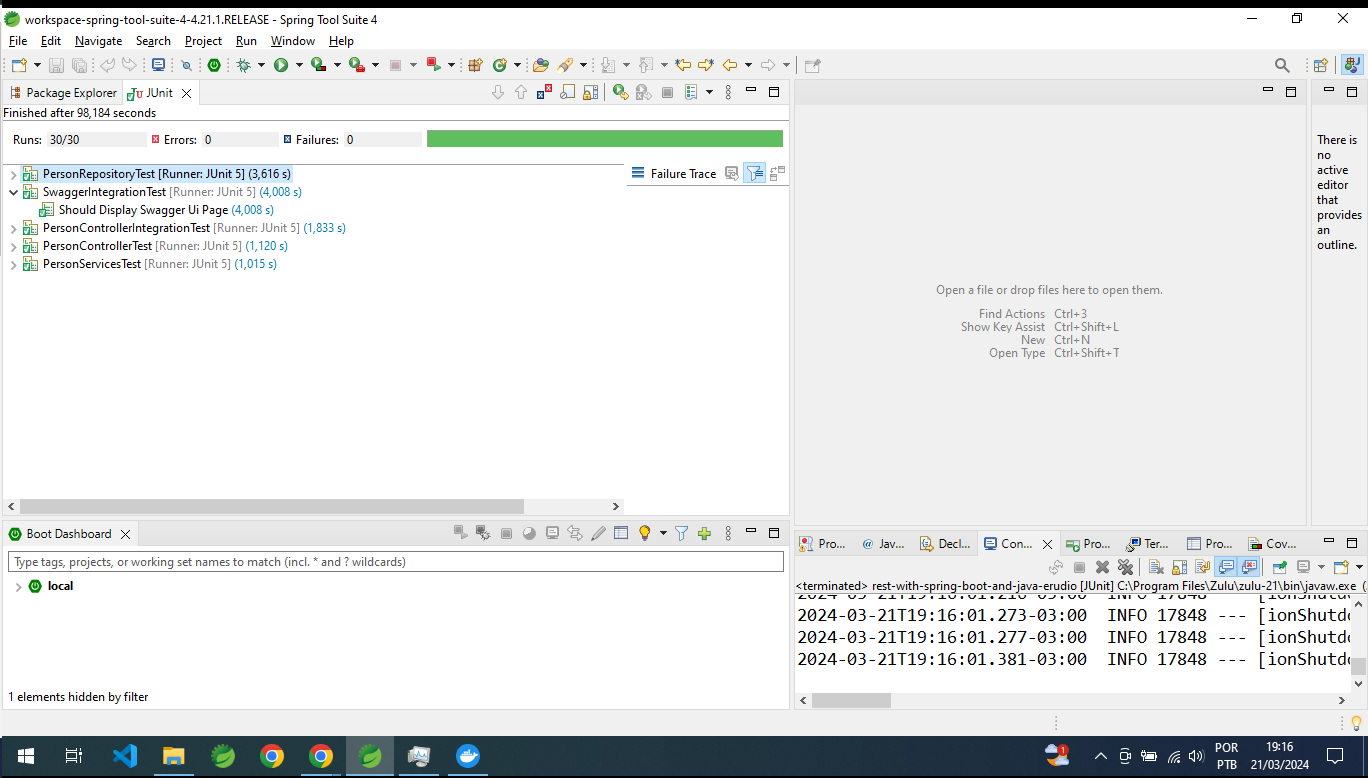 workspace-spring-tool-suite-4-4.21.1.RELEASE - Spring Tool Suite 4
File Edit Navigate Search Project Run Window Help
Package Explorer JUnit
Finished after 98,184 seconds
Runs: 30/30 Errors: 0 Failures: 0
PersonRepositoryTest [Runner: JUnit 5] (3,616 s)
SwaggerIntegrationTest [Runner: JUnit 5] (4,008 s)
Should Display Swagger Ui Page (4,008 s)
PersonControllerIntegrationTest [Runner: JUnit 5] (1,833 s)
PersonControllerTest [Runner: JUnit 5] (1,120 s)
PersonServicesTest [Runner: JUnit 5] (1,015 s)
Failure Trace
Open a file or drop files here to open them.
Find Actions Ctrl+3
Show Key Assist Ctrl+Shift+L
New Ctrl+N
Open Type Ctrl+Shift+T
There is
no
active
editor
that
provides
an
outline.
Boot Dashboard
Type tags, projects, or working set names to match (incl. * and ? wildcards)
local
1 elements hidden by filter
Pro... @ Jav... Decl... Con... Pro... Ter... Pro... Cov...
<terminated> rest-with-spring-boot-and-java-erudio [JUnit] C:\Program Files\Zulu\zulu-21\bin\javaw.exe (
2024-03-21T19:16:01.273-03:00 INFO 17848 --- [ionShutdo
2024-03-21T19:16:01.277-03:00 INFO 17848 --- [ionShutdo
2024-03-21T19:16:01.381-03:00 INFO 17848 --- [ionShutdo
1
POR
PTB
19:16
21/03/2024